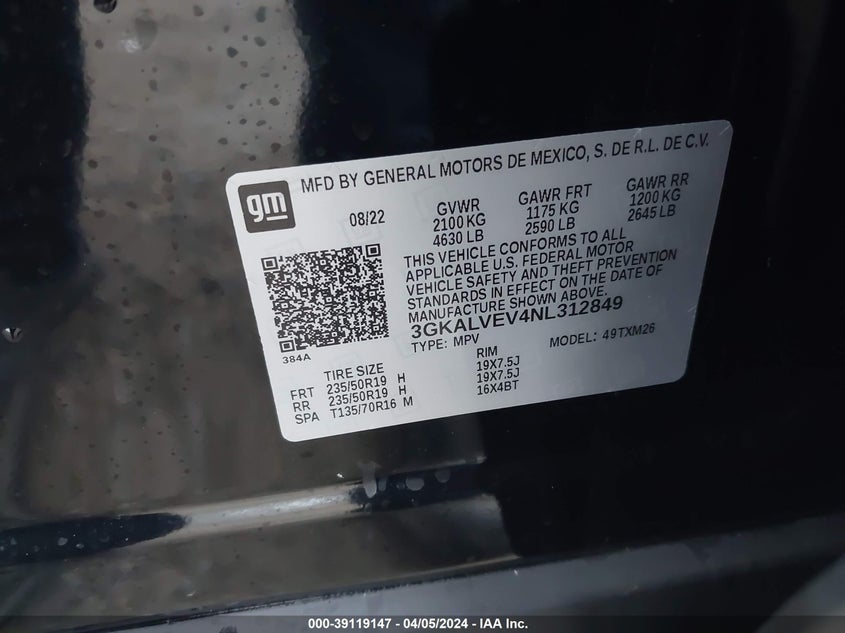 gm
MFD BY GENERAL MOTORS DE MEXICO, S. DE R.L. DE C.V.
08/22
GVWR
2100 KG
4630 LB
GAWR FRT
1175 KG
2590 LB
GAWR RR
1200 KG
2645 LB
THIS VEHICLE CONFORMS TO ALL
APPLICABLE U.S. FEDERAL MOTOR
VEHICLE SAFETY AND THEFT PREVENTION
STANDARDS IN EFFECT ON THE DATE OF
MANUFACTURE SHOWN ABOVE.
3GKALVEV4NL312849
TYPE: MPV MODEL: 49TXM26
384A
TIRE SIZE RIM
FRT 235/50R19 H 19X7.5J
RR 235/50R19 H 19X7.5J
SPA T135/70R16 M 16X4BT
000-39119147 - 04/05/2024 - IAA Inc.